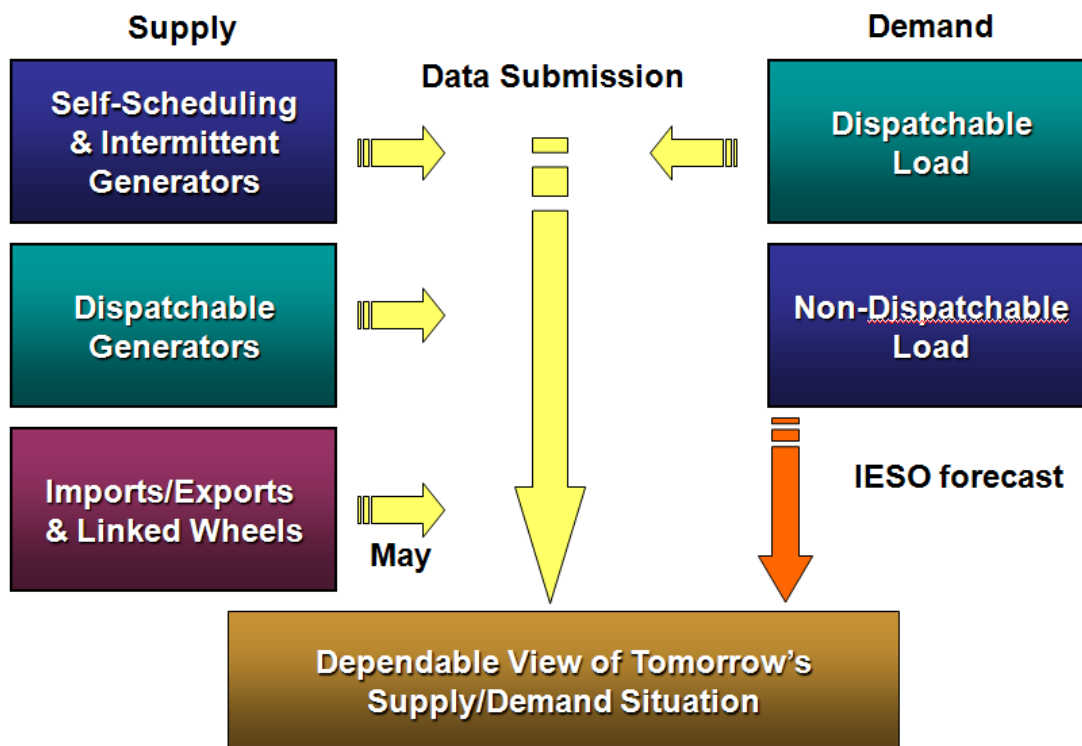 Supply
Demand
Data Submission
Self-Scheduling
& Intermittent
Generators
Dispatchable
Load
Dispatchable
Generators
Non-Dispatchable
Load
Imports/Exports
& Linked Wheels
May
IESO forecast
Dependable View of Tomorrow’s
Supply/Demand Situation